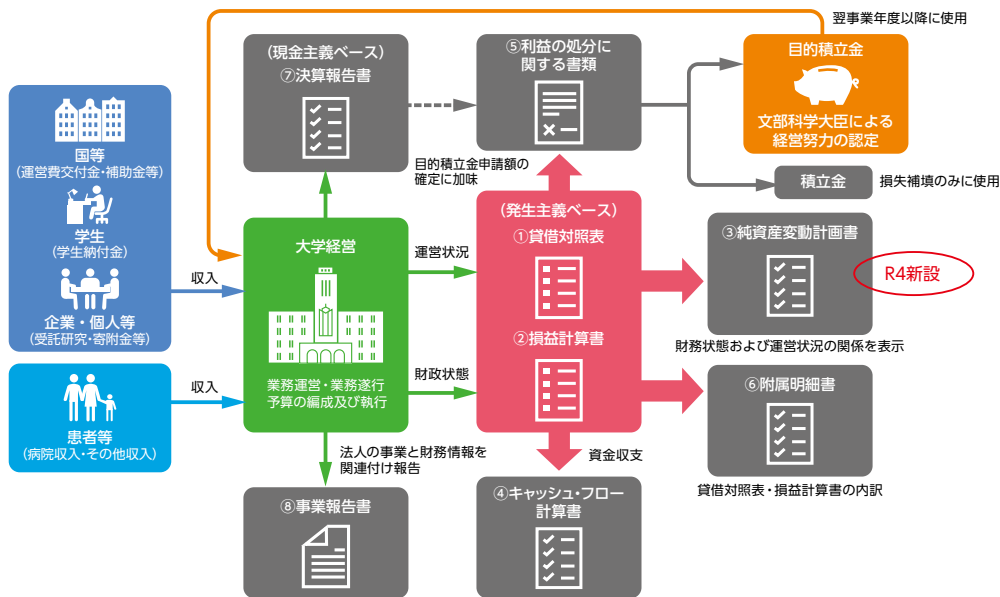 翌事業年度以降に使用
(現金主義ベース)
⑦決算報告書
⑤利益の処分に
関する書類
目的積立金
文部科学大臣による
経営努力の認定
目的積立金申請額の
確定に加味
積立金
損失補填のみに使用
国等
(運営費交付金・補助金等)
学生
(学生納付金)
企業・個人等
(受託研究・寄附金等)
収入
患者等
(病院収入・その他収入)
収入
大学経営
業務運営・業務遂行
予算の編成及び執行
運営状況
財政状態
(発生主義ベース)
①貸借対照表
②損益計算書
③純資産変動計画書
R4新設
財務状態および運営状況の関係を表示
⑥附属明細書
貸借対照表・損益計算書の内訳
法人の事業と財務情報を
関連付け報告
⑧事業報告書
資金収支
④キャッシュ・フロー
計算書